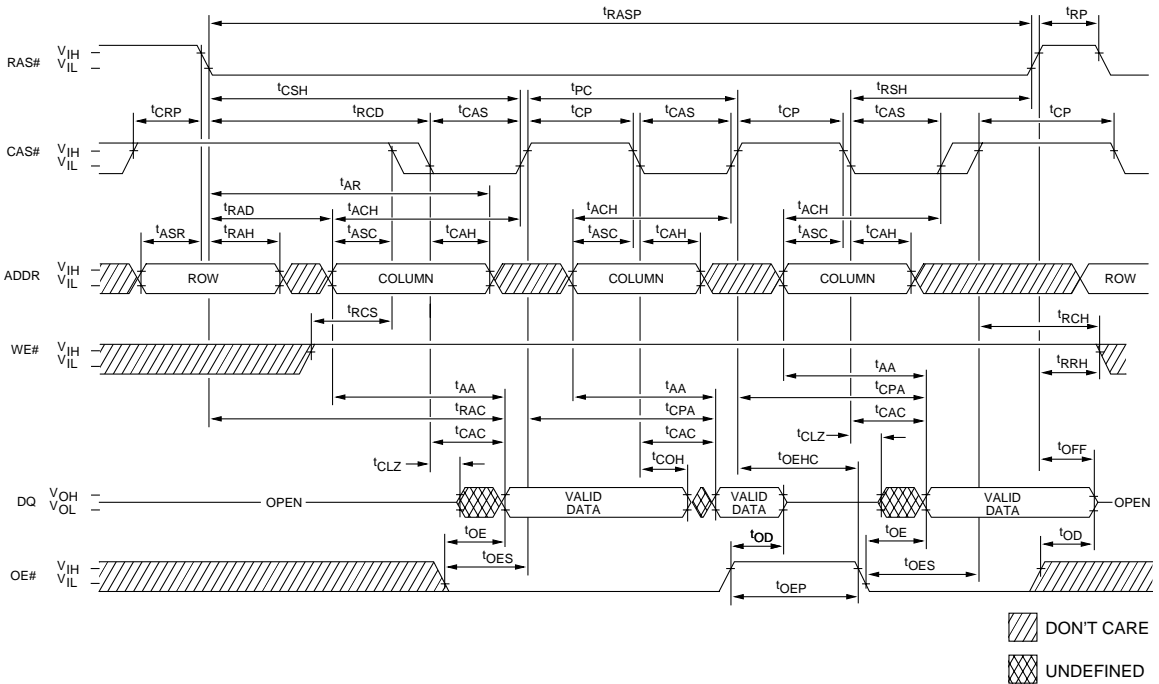 tRASP tRP
RAS# VIH
VIL
tCSH tPC tRSH
tCRP tRCD tCAS tCP tCAS tCP tCAS tCP
CAS# VIH
VIL
tAR
tRAD tACH tACH tACH
tASR tRAH tASC tCAH tASC tCAH tASC tCAH
ADDR VIH
VIL
ROW COLUMN COLUMN COLUMN ROW
tRCS tRCH
WE# VIH
VIL
tRRH
tAA tAA tAA
tRAC tCPA tCPA
tCAC tCAC tCAC
tCLZ tCOH tOEHC tCLZ tOFF
DQ VOH
VOL
OPEN VALID
DATA VALID
DATA VALID
DATA OPEN
tOE tOD tOE tOD
tOES tOES
OE# VIH
VIL
tOEP
DON'T CARE
UNDEFINED